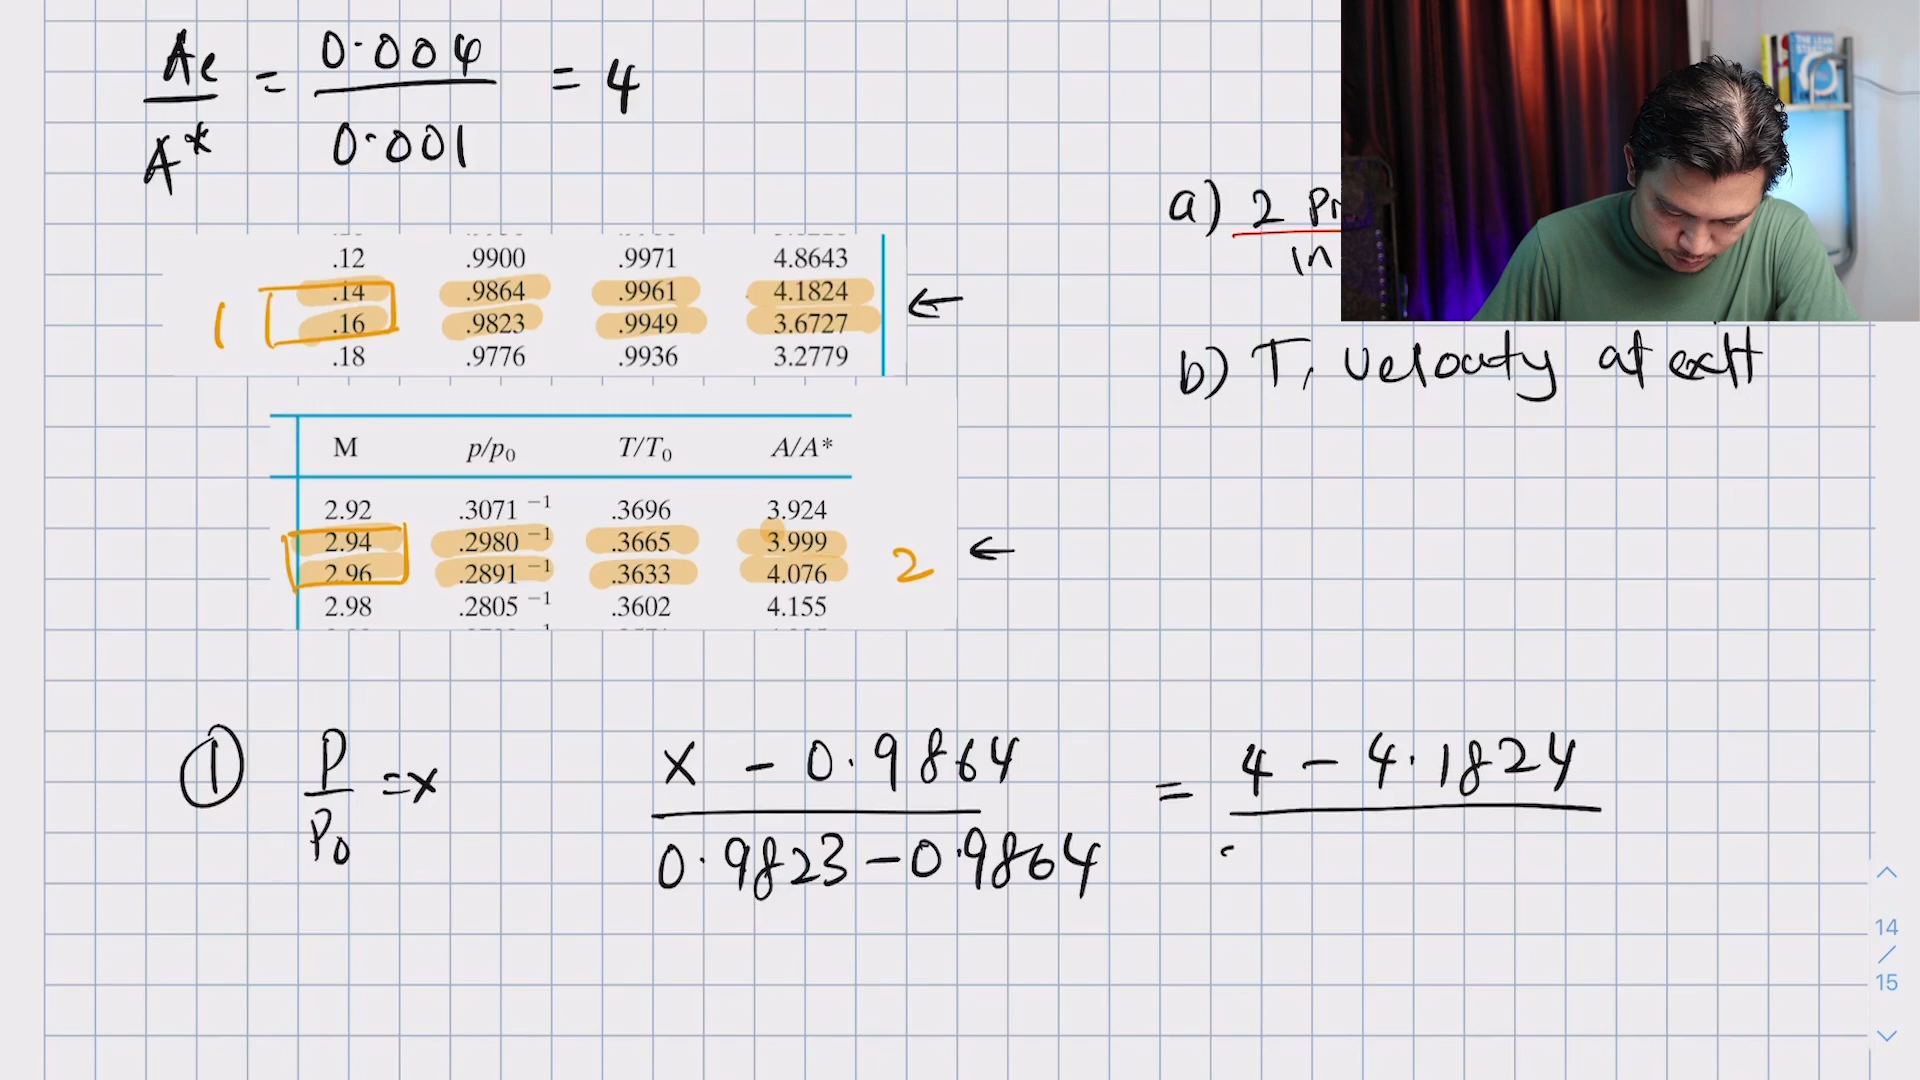 Ae / A* = 0.004 / 0.001 = 4
.12 .9900 .9971 4.8643
.14 .9864 .9961 4.1824 ←
1 .16 .9823 .9949 3.6727
.18 .9776 .9936 3.2779
a) 2 Pr
in
b) T, velocity at exit
M p/p₀ T/T₀ A/A*
2.92 .3071 ⁻¹ .3696 3.924
2.94 .2980 ⁻¹ .3665 3.999
2.96 .2891 ⁻¹ .3633 4.076 2 ←
2.98 .2805 ⁻¹ .3602 4.155
① P / P₀ = x
x - 0.9864 / 0.9823 - 0.9864 = 4 - 4.1824
14
/
15